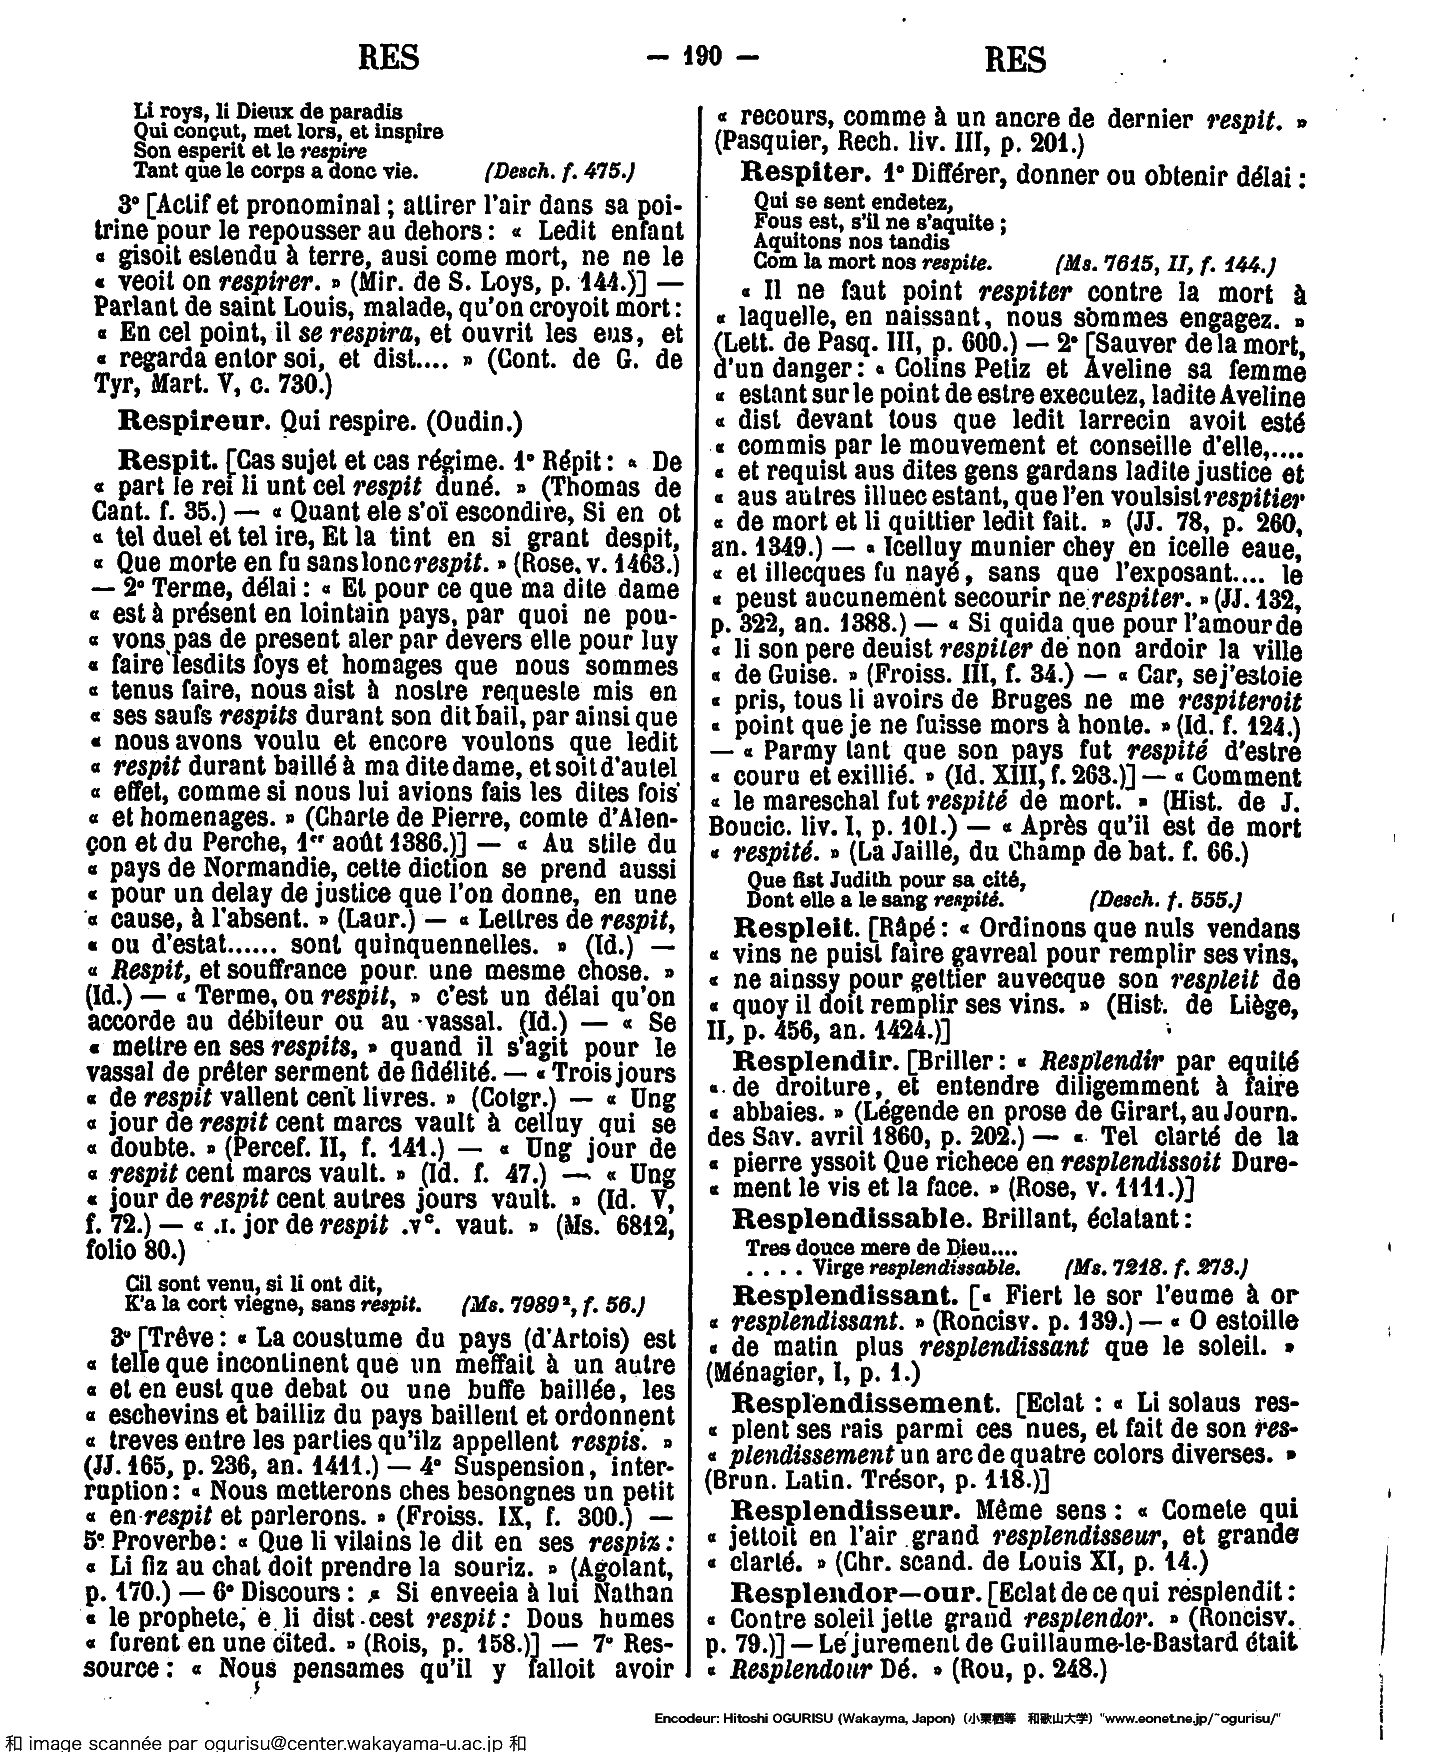 RES
— 190 —
RES
Li roys, li Dieux de paradis
Qui conçut, met lors, et inspire
Son esperit et le respire
Tant que le corps a donc vie. (Desch. f. 475.)
3° [Actif et pronominal ; attirer l'air dans sa poi-
trine pour le repousser au dehors : « Ledit enfant
« gisoit estendu à terre, ausi come mort, ne ne le
« veoit on respirer. » (Mir. de S. Loys, p. 144.)] —
Parlant de saint Louis, malade, qu'on croyoit mort :
« En cel point, il se respira, et ouvrit les eus, et
« regarda entor soi, et dist.... » (Cont. de G. de
Tyr, Mart. V, c. 730.)
Respireur. Qui respire. (Oudin.)
Respit. [Cas sujet et cas régime. 1° Répit : « De
« part le rei li unt cel respit duné. » (Thomas de
Cant. f. 35.) — « Quant ele s'oï escondire, Si en ot
« tel duel et tel ire, Et la tint en si grant despit,
« Que morte en fu sans lonc respit. » (Rose, v. 1463.)
— 2° Terme, délai : « Et pour ce que ma dite dame
« est à présent en lointain pays, par quoi ne pou-
« vons pas de present aler par devers elle pour luy
« faire lesdits foys et homages que nous sommes
« tenus faire, nous aist à nostre requeste mis en
« ses saufs respits durant son dit bail, par ainsi que
« nous avons voulu et encore voulons que ledit
« respit durant baillé à ma dite dame, et soit d'autel
« effet, comme si nous lui avions fais les dites fois
« et homenages. » (Charte de Pierre, comte d'Alen-
çon et du Perche, 1er août 1386.)] — « Au stile du
« pays de Normandie, cette diction se prend aussi
« pour un delay de justice que l'on donne, en une
« cause, à l'absent. » (Laur.) — « Lettres de respit,
« ou d'estat...... sont quinquennelles. » (Id.) —
« Respit, et souffrance pour une mesme chose. »
(Id.) — « Terme, ou respit, » c'est un délai qu'on
accorde au débiteur ou au vassal. (Id.) — « Se
« mettre en ses respits, » quand il s'agit pour le
vassal de prêter serment de fidélité. — « Trois jours
« de respit vallent cent livres. » (Cotgr.) — « Ung
« jour de respit cent marcs vault à celluy qui se
« doubte. » (Percef. II, f. 141.) — « Ung jour de
« respit cent marcs vault. » (Id. f. 47.) — « Ung
« jour de respit cent autres jours vault. » (Id. V,
f. 72.) — « .I. jor de respit .vc. vaut. » (Ms. 6812,
folio 80.)
Cil sont venu, si li ont dit,
K'a la cort viegne, sans respit. (Ms. 7989², f. 56.)
3° [Trêve : « La coustume du pays (d'Artois) est
« telle que incontinent que un meffait à un autre
« et en eust que debat ou une buffe baillée, les
« eschevins et bailliz du pays baillent et ordonnent
« treves entre les parties qu'ilz appellent respis. »
(JJ. 165, p. 236, an. 1411.) — 4° Suspension, inter-
ruption : « Nous metterons ches besongnes un petit
« en respit et parlerons. » (Froiss. IX, f. 300.) —
5° Proverbe : « Que li vilains le dit en ses respiz :
« Li fiz au chat doit prendre la souriz. » (Agolant,
p. 170.) — 6° Discours : « Si enveeia à lui Nathan
« le prophete, e li dist cest respit : Dous humes
« furent en une cited. » (Rois, p. 158.)] — 7° Res-
source : « Nous pensames qu'il y falloit avoir
« recours, comme à un ancre de dernier respit. »
(Pasquier, Rech. liv. III, p. 201.)
Respiter. 1° Différer, donner ou obtenir délai :
Qui se sent endetez,
Fous est, s'il ne s'aquite ;
Aquitons nos tandis
Com la mort nos respite. (Ms. 7615, II, f. 144.)
« Il ne faut point respiter contre la mort à
« laquelle, en naissant, nous sommes engagez. »
(Lett. de Pasq. III, p. 600.) — 2° [Sauver de la mort,
d'un danger : « Colins Petiz et Aveline sa femme
« estant sur le point de estre executez, ladite Aveline
« dist devant tous que ledit larrecin avoit esté
« commis par le mouvement et conseille d'elle,....
« et requist aus dites gens gardans ladite justice et
« aus autres illuec estant, que l'en voulsist respitier
« de mort et li quittier ledit fait. » (JJ. 78, p. 260,
an. 1349.) — « Icelluy munier chey en icelle eaue,
« et illecques fu nayé, sans que l'exposant.... le
« peust aucunement secourir ne respiter. » (JJ. 132,
p. 322, an. 1388.) — « Si quida que pour l'amour de
« li son pere deuist respiter de non ardoir la ville
« de Guise. » (Froiss. III, f. 34.) — « Car, se j'estoie
« pris, tous li avoirs de Bruges ne me respiteroit
« point que je ne fuisse mors à honte. » (Id. f. 124.)
— « Parmy tant que son pays fut respité d'estre
« couru et exillié. » (Id. XIII, f. 263.)] — « Comment
« le mareschal fut respité de mort. » (Hist. de J.
Boucic. liv. I, p. 101.) — « Après qu'il est de mort
« respité. » (La Jaille, du Champ de bat. f. 66.)
Que fist Judith pour sa cité,
Dont elle a le sang respité. (Desch. f. 555.)
Respleit. [Râpé : « Ordinons que nuls vendans
« vins ne puist faire gavreal pour remplir ses vins,
« ne ainssy pour gettier auvecque son respleit de
« quoy il doit remplir ses vins. » (Hist. de Liège,
II, p. 456, an. 1424.)]
Resplendir. [Briller : « Resplendir par equité
« de droiture, et entendre diligemment à faire
« abbaies. » (Légende en prose de Girart, au Journ.
des Sav. avril 1860, p. 202.) — « Tel clarté de la
« pierre yssoit Que richece en resplendissoit Dure-
« ment le vis et la face. » (Rose, v. 1111.)]
Resplendissable. Brillant, éclatant :
Tres douce mere de Dieu....
. . . . Virge resplendissable. (Ms. 7218. f. 273.)
Resplendissant. [« Fiert le sor l'eume à or
« resplendissant. » (Roncisv. p. 139.) — « O estoille
« de matin plus resplendissant que le soleil. »
(Ménagier, I, p. 1.)
Resplendissement. [Eclat : « Li solaus res-
« plent ses rais parmi ces nues, et fait de son res-
« plendissement un arc de quatre colors diverses. »
(Brun. Latin. Trésor, p. 118.)]
Resplendisseur. Même sens : « Comete qui
« jettoit en l'air grand resplendisseur, et grande
« clarté. » (Chr. scand. de Louis XI, p. 14.)
Resplendor—our. [Eclat de ce qui resplendit :
« Contre soleil jette grand resplendor. » (Roncisv.
p. 79.)] — Le jurement de Guillaume-le-Bastard était
« Resplendour Dé. » (Rou, p. 248.)
Encodeur: Hitoshi OGURISU (Wakayma, Japon) (小栗栖等 和歌山大学) "www.eonet.ne.jp/~ogurisu/"
和 image scannée par ogurisu@center.wakayama-u.ac.jp 和